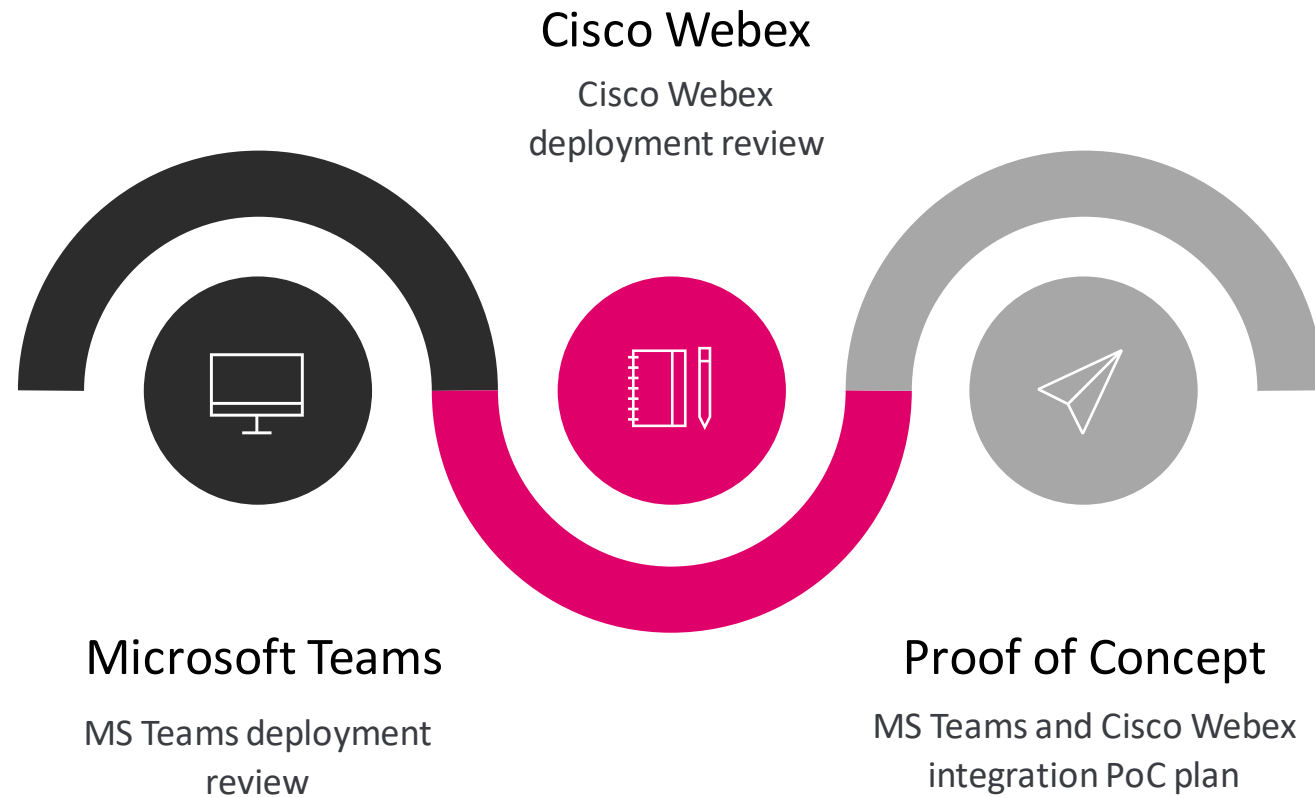 Cisco Webex
Cisco Webex
deployment review
Microsoft Teams
MS Teams deployment
review
Proof of Concept
MS Teams and Cisco Webex
integration PoC plan